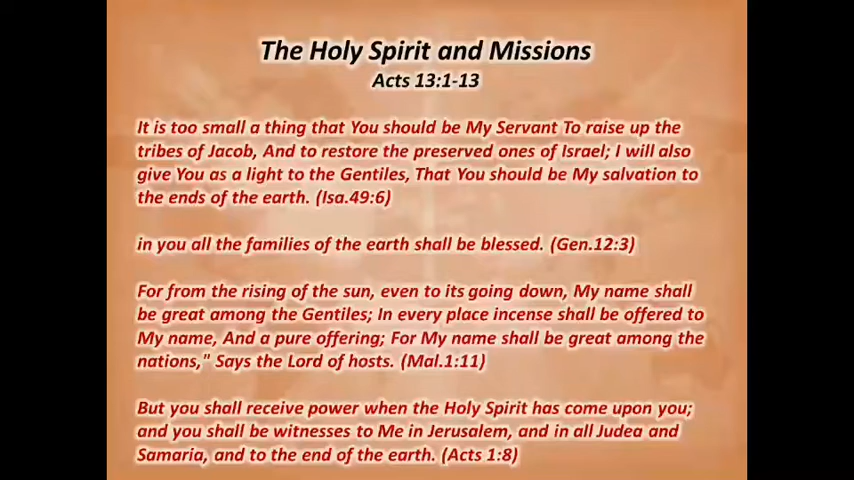 The Holy Spirit and Missions
Acts 13:1-13
It is too small a thing that You should be My Servant To raise up the
tribes of Jacob, And to restore the preserved ones of Israel; I will also
give You as a light to the Gentiles, That You should be My salvation to
the ends of the earth. (Isa.49:6)
in you all the families of the earth shall be blessed. (Gen.12:3)
For from the rising of the sun, even to its going down, My name shall
be great among the Gentiles; In every place incense shall be offered to
My name, And a pure offering; For My name shall be great among the
nations," Says the Lord of hosts. (Mal.1:11)
But you shall receive power when the Holy Spirit has come upon you;
and you shall be witnesses to Me in Jerusalem, and in all Judea and
Samaria, and to the end of the earth. (Acts 1:8)